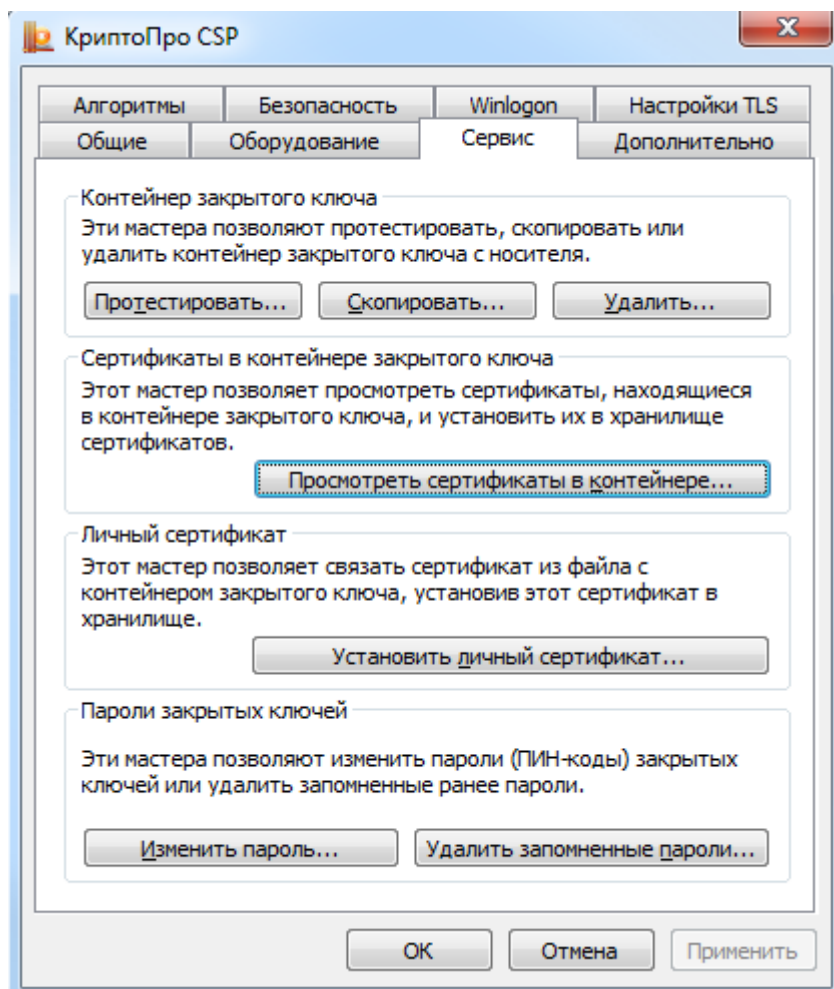 КриптоПро CSP
Алгоритмы Безопасность Winlogon Настройки TLS
Общие Оборудование Сервис Дополнительно
Контейнер закрытого ключа
Эти мастера позволяют протестировать, скопировать или
удалить контейнер закрытого ключа с носителя.
Протестировать... Скопировать... Удалить...
Сертификаты в контейнере закрытого ключа
Этот мастер позволяет просмотреть сертификаты, находящиеся
в контейнере закрытого ключа, и установить их в хранилище
сертификатов.
Просмотреть сертификаты в контейнере...
Личный сертификат
Этот мастер позволяет связать сертификат из файла с
контейнером закрытого ключа, установив этот сертификат в
хранилище.
Установить личный сертификат...
Пароли закрытых ключей
Эти мастера позволяют изменить пароли (ПИН-коды) закрытых
ключей или удалить запомненные ранее пароли.
Изменить пароль... Удалить запомненные пароли...
ОК Отмена Применить